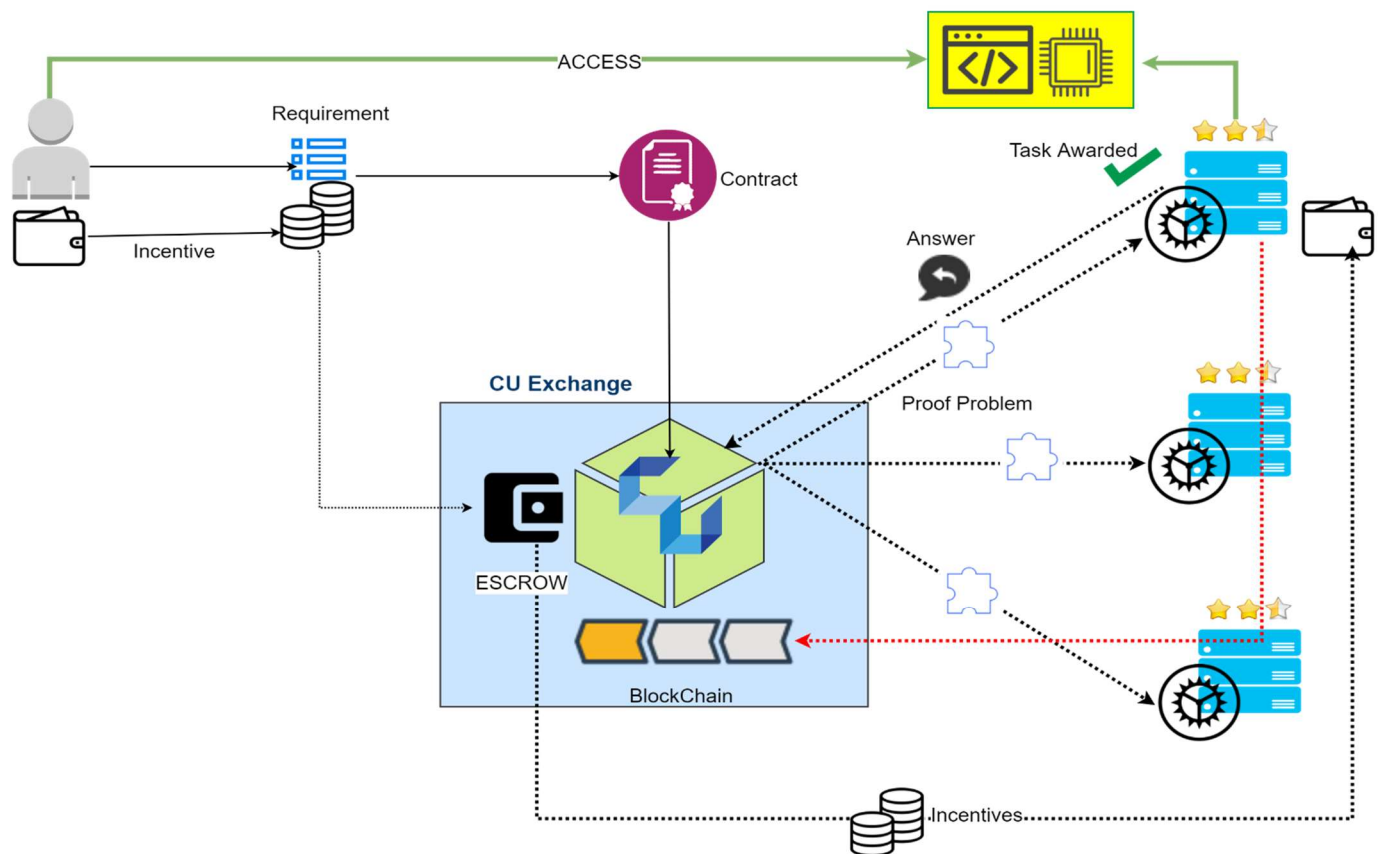 ACCESS
Requirement
Task Awarded
Contract
Incentive
Answer
CU Exchange
Proof Problem
ESCROW
BlockChain
Incentives